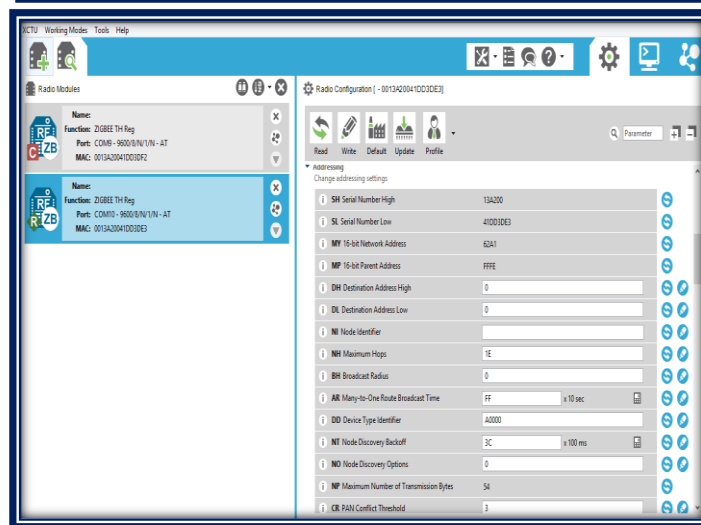 XCTU Working Modes Tools Help
Radio Modules
Radio Configuration [ - 0013A20041DD3DE3]
Name:
Function: ZIGBEE TH Reg
Port: COM9 - 9600/8/N/1/N - AT
MAC: 0013A20041DD3DF2
RF
C ZB
Name:
Function: ZIGBEE TH Reg
Port: COM10 - 9600/8/N/1/N - AT
MAC: 0013A20041DD3DE3
RF
R ZB
Read Write Default Update Profile
Parameter
Addressing
Change addressing settings
SH Serial Number High 13A200
SL Serial Number Low 41DD3DE3
MY 16-bit Network Address 62A1
MP 16-bit Parent Address FFFE
DH Destination Address High 0
DL Destination Address Low 0
NI Node Identifier
NH Maximum Hops 1E
BH Broadcast Radius 0
AR Many-to-One Route Broadcast Time FF x 10 sec
DD Device Type Identifier A0000
NT Node Discovery Backoff 3C x 100 ms
NO Node Discovery Options 0
NP Maximum Number of Transmission Bytes 54
CR PAN Conflict Threshold 3